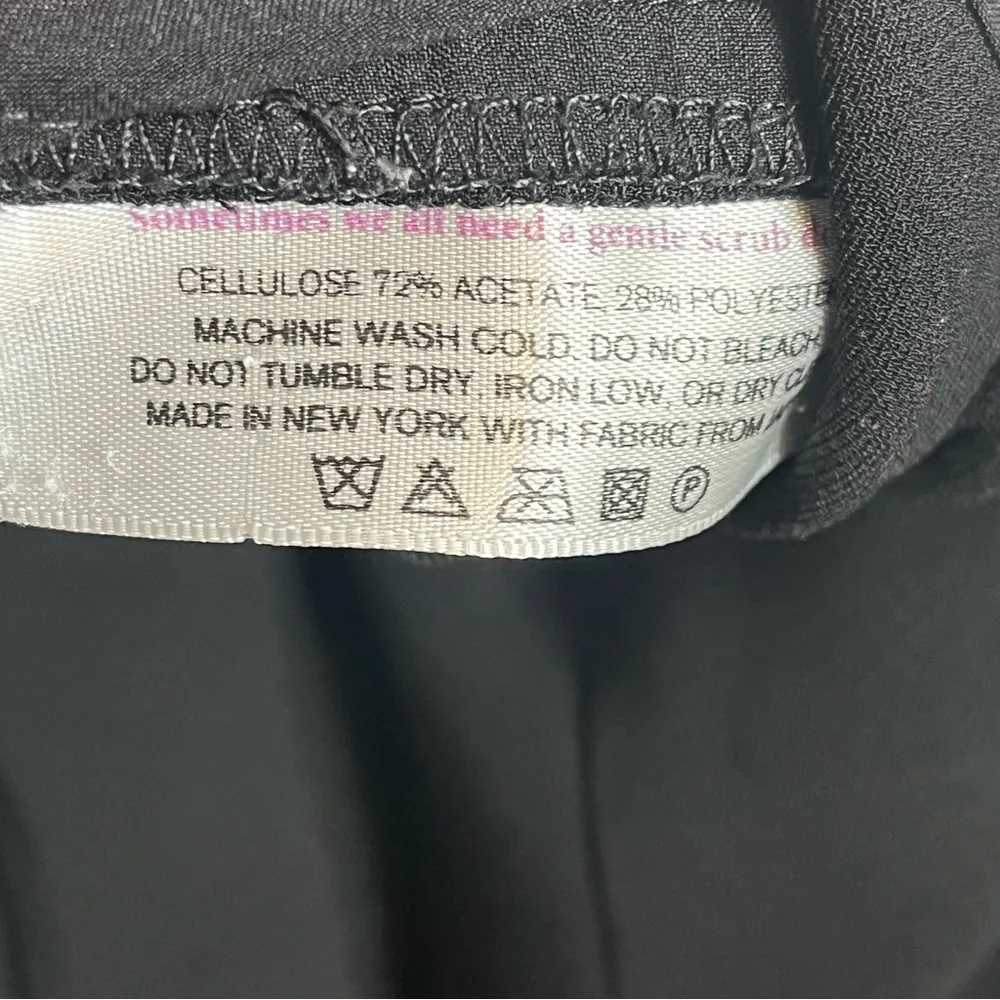 Sometimes we all need a gentle scrub
CELLULOSE 72% ACETATE, 28% POLYESTE
MACHINE WASH COLD. DO NOT BLEACH
DO NOT TUMBLE DRY. IRON LOW, OR DRY CL
MADE IN NEW YORK WITH FABRIC FROM
P